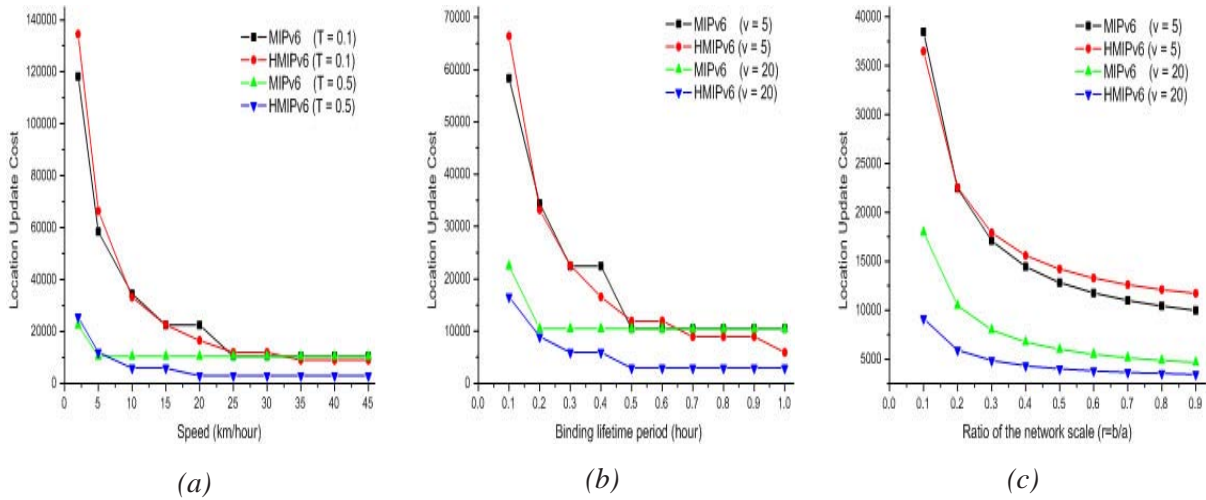 Location Update Cost
140000
120000
100000
80000
60000
40000
20000
0
0 5 10 15 20 25 30 35 40 45
Speed (km/hour)
MIPv6 (T = 0.1)
HMIPv6 (T = 0.1)
MIPv6 (T = 0.5)
HMIPv6 (T = 0.5)
(a)
Location Update Cost
70000
60000
50000
40000
30000
20000
10000
0
0.0 0.1 0.2 0.3 0.4 0.5 0.6 0.7 0.8 0.9 1.0
Binding lifetime period (hour)
MIPv6 (v = 5)
HMIPv6 (v = 5)
MIPv6 (v = 20)
HMIPv6 (v = 20)
(b)
Location Update Cost
40000
35000
30000
25000
20000
15000
10000
5000
0.0 0.1 0.2 0.3 0.4 0.5 0.6 0.7 0.8 0.9
Ratio of the network scale (r=b/a)
MIPv6 (v = 5)
HMIPv6 (v = 5)
MIPv6 (v = 20)
HMIPv6 (v = 20)
(c)